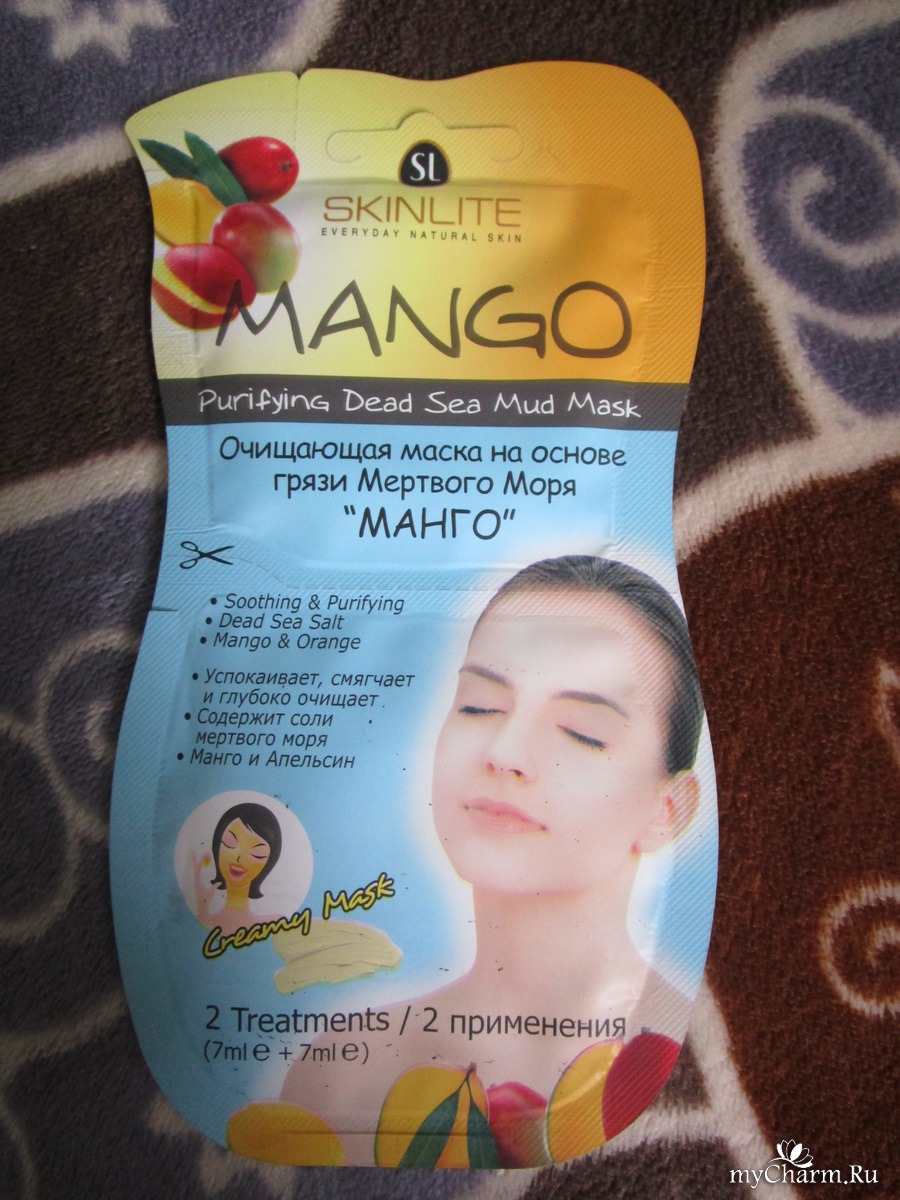 SL
SKINLITE
EVERYDAY NATURAL SKIN
MANGO
Purifying Dead Sea Mud Mask
Очищающая маска на основе
грязи Мертвого Моря
"МАНГО"
• Soothing & Purifying
• Dead Sea Salt
• Mango & Orange
• Успокаивает, смягчает
и глубоко очищает.
• Содержит соли
мертвого моря
• Манго и Апельсин
Creamy Mask
2 Treatments / 2 применения
(7ml e + 7ml e)
myCharm.Ru